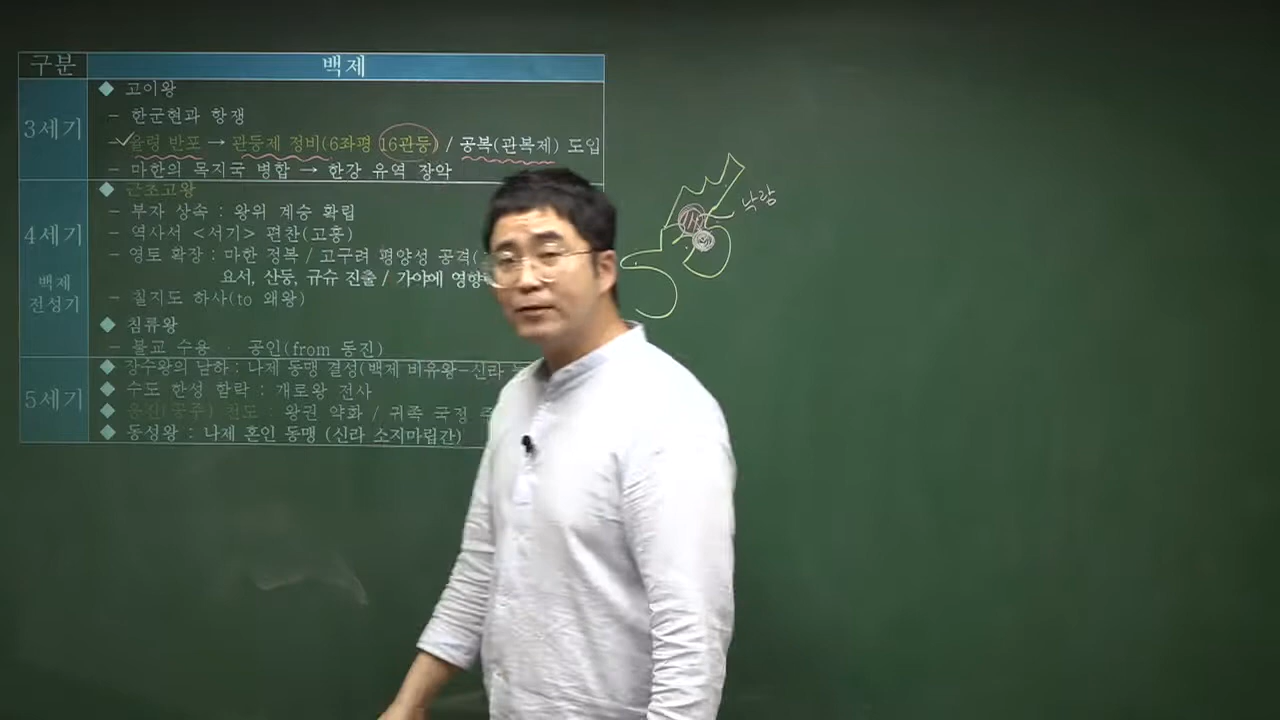 구분 백제
◆ 고이왕
- 한군현과 항쟁
3세기
- 율령 반포 → 관등제 정비(6좌평 16관등) / 공복(관복제) 도입
- 마한의 목지국 병합 → 한강 유역 장악
◆ 근초고왕
- 부자 상속 : 왕위 계승 확립
4세기
- 역사서 <서기> 편찬(고흥)
- 영토 확장 : 마한 정복 / 고구려 평양성 공격(
백제
요서, 산둥, 규슈 진출 / 가야에 영향
전성기
- 칠지도 하사(to 왜왕)
◆ 침류왕
- 불교 수용 · 공인(from 동진)
◆ 장수왕의 남하 : 나제 동맹 결성(백제 비유왕-신라
5세기
◆ 수도 한성 함락 : 개로왕 전사
◆ 웅진(공주) 천도 : 왕권 약화 / 귀족 국정
◆ 동성왕 : 나제 혼인 동맹 (신라 소지마립간)
낙랑